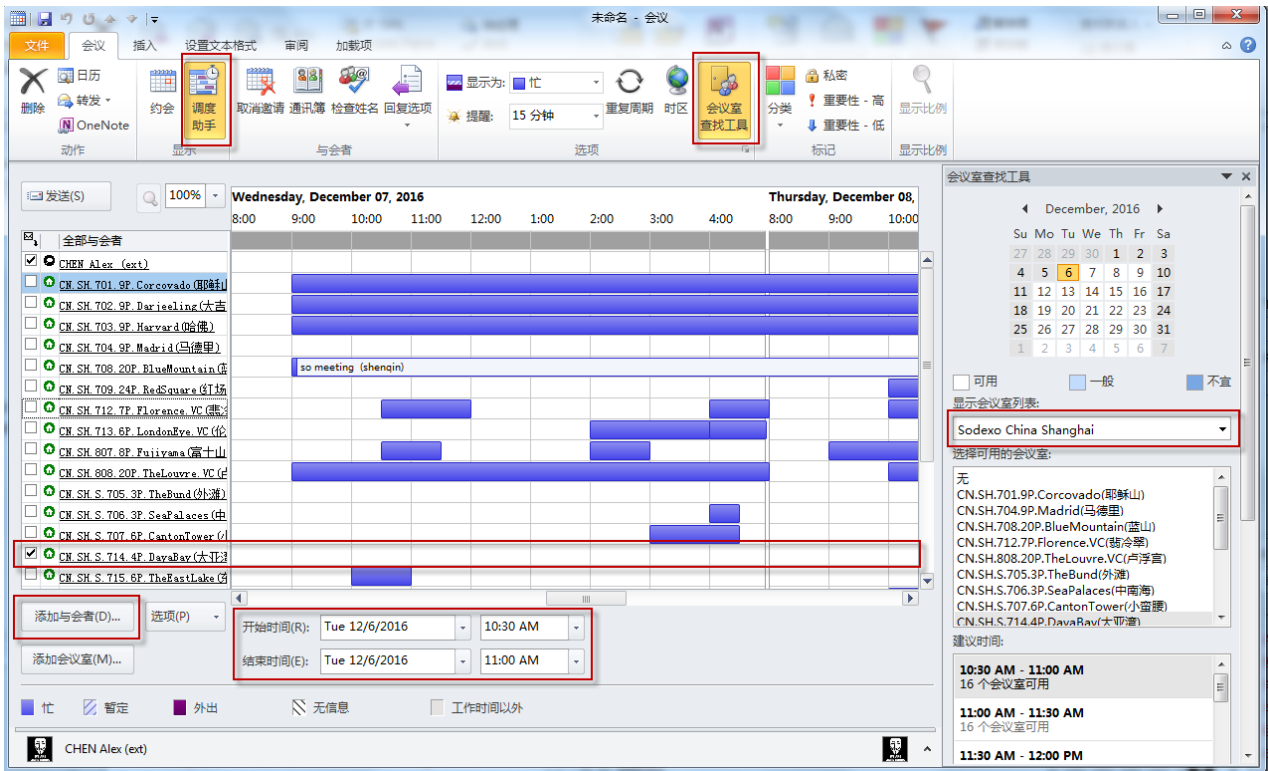 未命名 - 会议
文件 会议 插入 设置文本格式 审阅 加载项
删除 日历 转发 OneNote 约会 调度助手 取消邀请 通讯簿 检查姓名 回复选项 显示为: 忙 提醒: 15 分钟 重复周期 时区 会议室查找工具 分类 私密 重要性 - 高 重要性 - 低 显示比例
动作 显示 与会者 选项 标记 显示比例
发送(S) 100%
Wednesday, December 07, 2016 Thursday, December 08,
8:00 9:00 10:00 11:00 12:00 1:00 2:00 3:00 4:00 8:00 9:00 10:00
全部与会者
CHEN Alex (ext)
CN.SH.701.9P.Corcovado(耶稣山
CN.SH.702.9P.Darjeeling(大吉
CN.SH.703.9P.Harvard(哈佛)
CN.SH.704.9P.Madrid(马德里)
CN.SH.708.20P.BlueMountain(
so meeting (shenqin)
CN.SH.709.24P.RedSquare(红场
CN.SH.712.7P.Florence.VC(翡
CN.SH.713.6P.LondonEye.VC(伦
CN.SH.807.8P.Fujiyama(富士山
CN.SH.808.20P.TheLouvre.VC(
CN.SH.S.705.3P.TheBund(外滩)
CN.SH.S.706.3P.SeaPalaces(中
CN.SH.S.707.6P.CantonTower(
CN.SH.S.714.4P.DayaBay(大亚
CN.SH.S.715.6P.TheEastLake(
添加与会者(D)... 选项(P)
添加会议室(M)...
开始时间(R): Tue 12/6/2016 10:30 AM
结束时间(E): Tue 12/6/2016 11:00 AM
忙 暂定 外出 无信息 工作时间以外
CHEN Alex (ext)
会议室查找工具
December, 2016
Su Mo Tu We Th Fr Sa
27 28 29 30 1 2 3
4 5 6 7 8 9 10
11 12 13 14 15 16 17
18 19 20 21 22 23 24
25 26 27 28 29 30 31
1 2 3 4 5 6 7
可用 一般 不宜
显示会议室列表:
Sodexo China Shanghai
选择可用的会议室:
无
CN.SH.701.9P.Corcovado(耶稣山)
CN.SH.704.9P.Madrid(马德里)
CN.SH.708.20P.BlueMountain(蓝山)
CN.SH.712.7P.Florence.VC(翡冷翠)
CN.SH.808.20P.TheLouvre.VC(卢浮宫)
CN.SH.S.705.3P.TheBund(外滩)
CN.SH.S.706.3P.SeaPalaces(中南海)
CN.SH.S.707.6P.CantonTower(小蛮腰)
CN.SH.S.714.4P.DayaBay(大亚湾)
建议时间:
10:30 AM - 11:00 AM
16 个会议室可用
11:00 AM - 11:30 AM
16 个会议室可用
11:30 AM - 12:00 PM